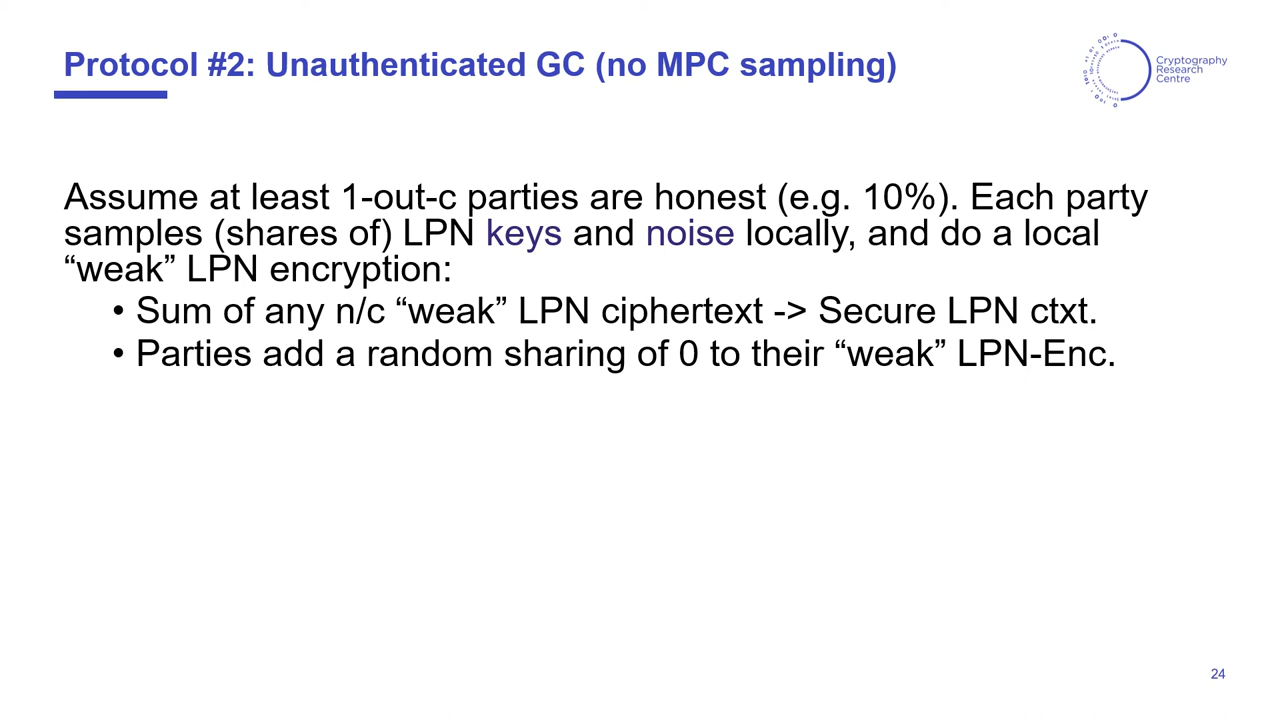 Protocol #2: Unauthenticated GC (no MPC sampling)
Cryptography
Research
Centre
Assume at least 1-out-c parties are honest (e.g. 10%). Each party
samples (shares of) LPN keys and noise locally, and do a local
“weak” LPN encryption:
• Sum of any n/c “weak” LPN ciphertext -> Secure LPN ctxt.
• Parties add a random sharing of 0 to their “weak” LPN-Enc.
24